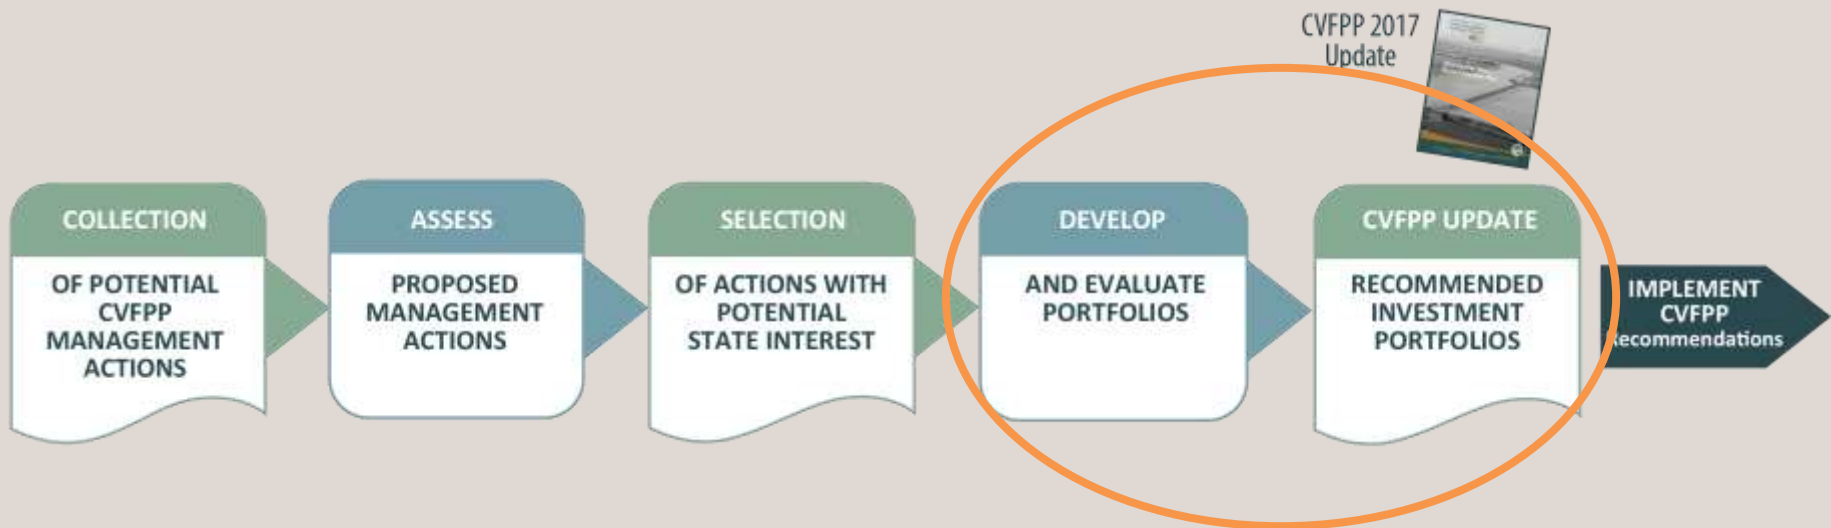 CVFPP 2017
Update
COLLECTION
OF POTENTIAL
CVFPP
MANAGEMENT
ACTIONS
ASSESS
PROPOSED
MANAGEMENT
ACTIONS
SELECTION
OF ACTIONS WITH
POTENTIAL
STATE INTEREST
DEVELOP
AND EVALUATE
PORTFOLIOS
CVFPP UPDATE
RECOMMENDED
INVESTMENT
PORTFOLIOS
IMPLEMENT
CVFPP
Recommendations